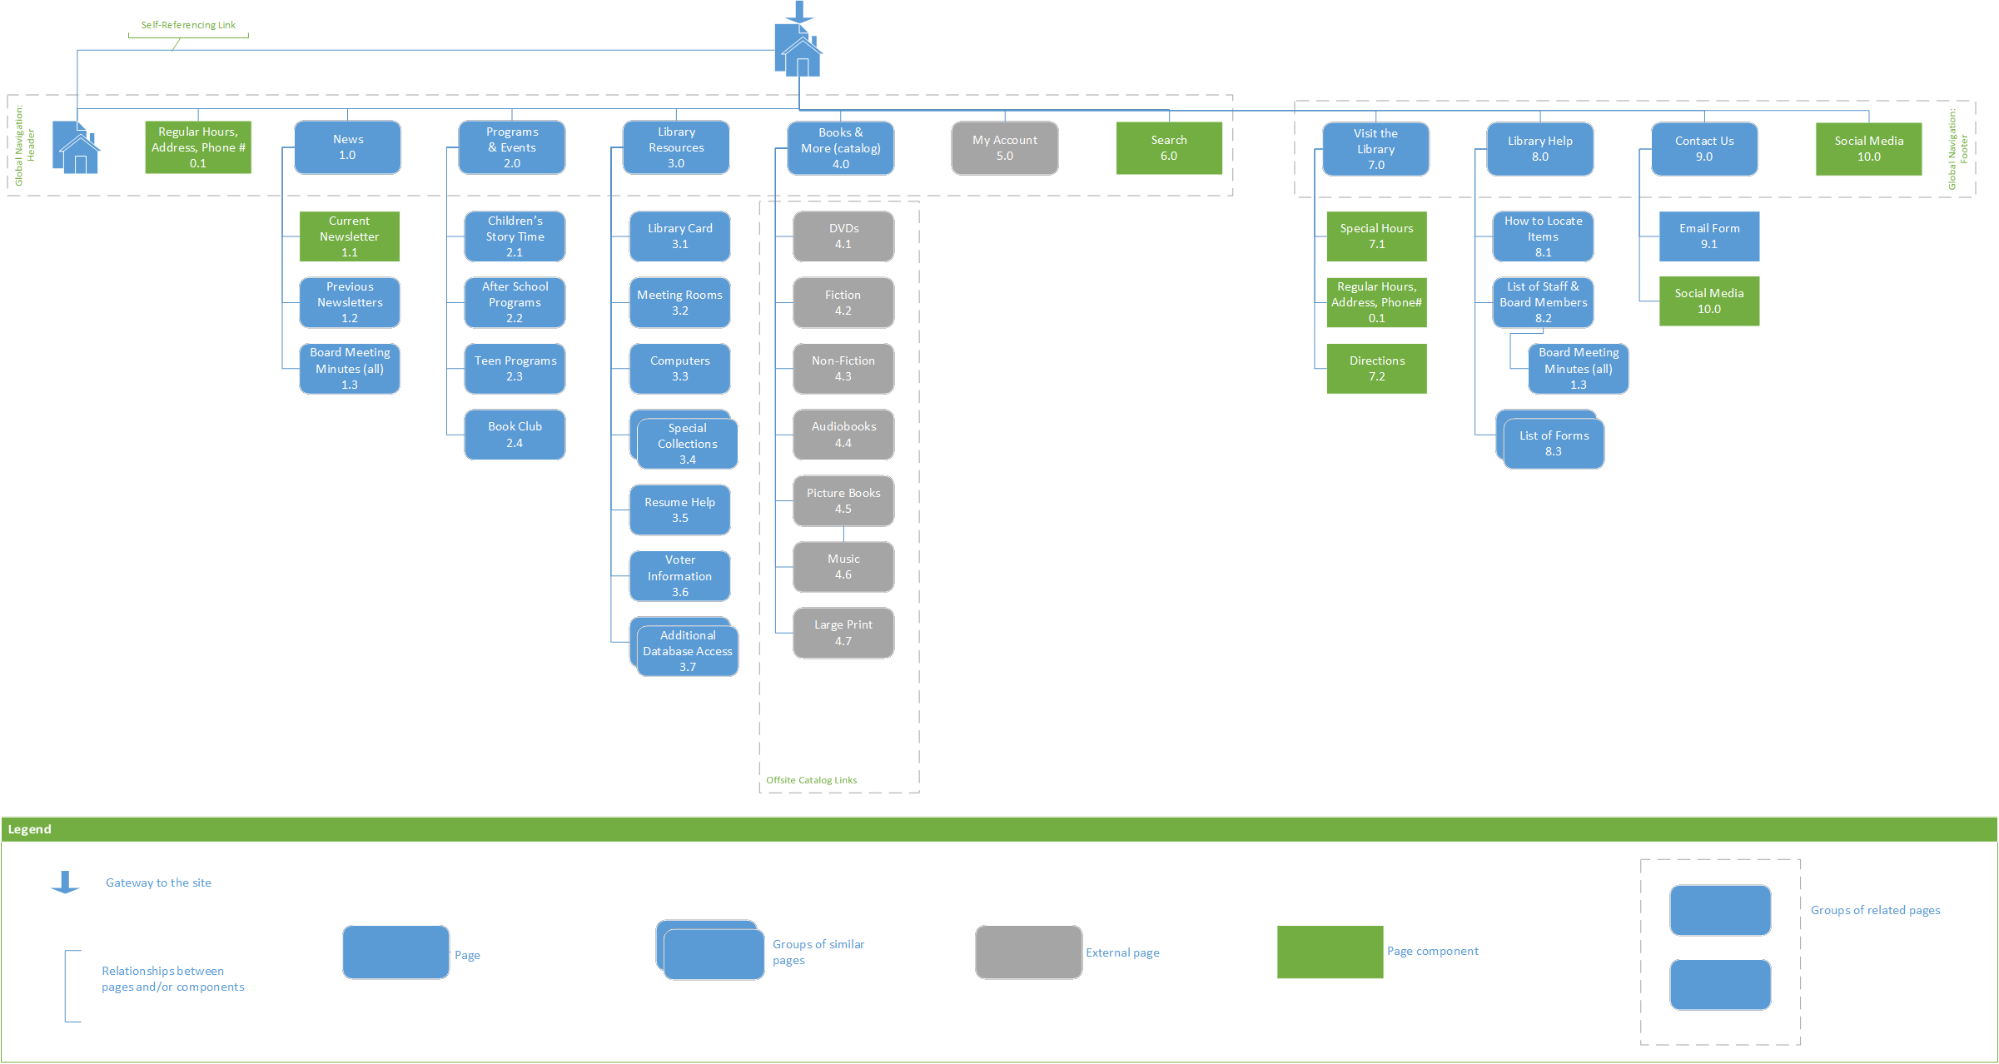 Self-Referencing Link
Global Navigation:
Header
Regular Hours,
Address, Phone #
0.1
News
1.0
Programs
& Events
2.0
Library
Resources
3.0
Books &
More (catalog)
4.0
My Account
5.0
Search
6.0
Visit the
Library
7.0
Library Help
8.0
Contact Us
9.0
Social Media
10.0
Global Navigation:
Footer
Current
Newsletter
1.1
Previous
Newsletters
1.2
Board Meeting
Minutes (all)
1.3
Children's
Story Time
2.1
After School
Programs
2.2
Teen Programs
2.3
Book Club
2.4
Library Card
3.1
Meeting Rooms
3.2
Computers
3.3
Special
Collections
3.4
Resume Help
3.5
Voter
Information
3.6
Additional
Database Access
3.7
DVDs
4.1
Fiction
4.2
Non-Fiction
4.3
Audiobooks
4.4
Picture Books
4.5
Music
4.6
Large Print
4.7
Offsite Catalog Links
Special Hours
7.1
Regular Hours,
Address, Phone#
0.1
Directions
7.2
How to Locate
Items
8.1
List of Staff &
Board Members
8.2
Board Meeting
Minutes (all)
1.3
List of Forms
8.3
Email Form
9.1
Social Media
10.0
Legend
Gateway to the site
Relationships between
pages and/or components
Page
Groups of similar
pages
External page
Page component
Groups of related pages